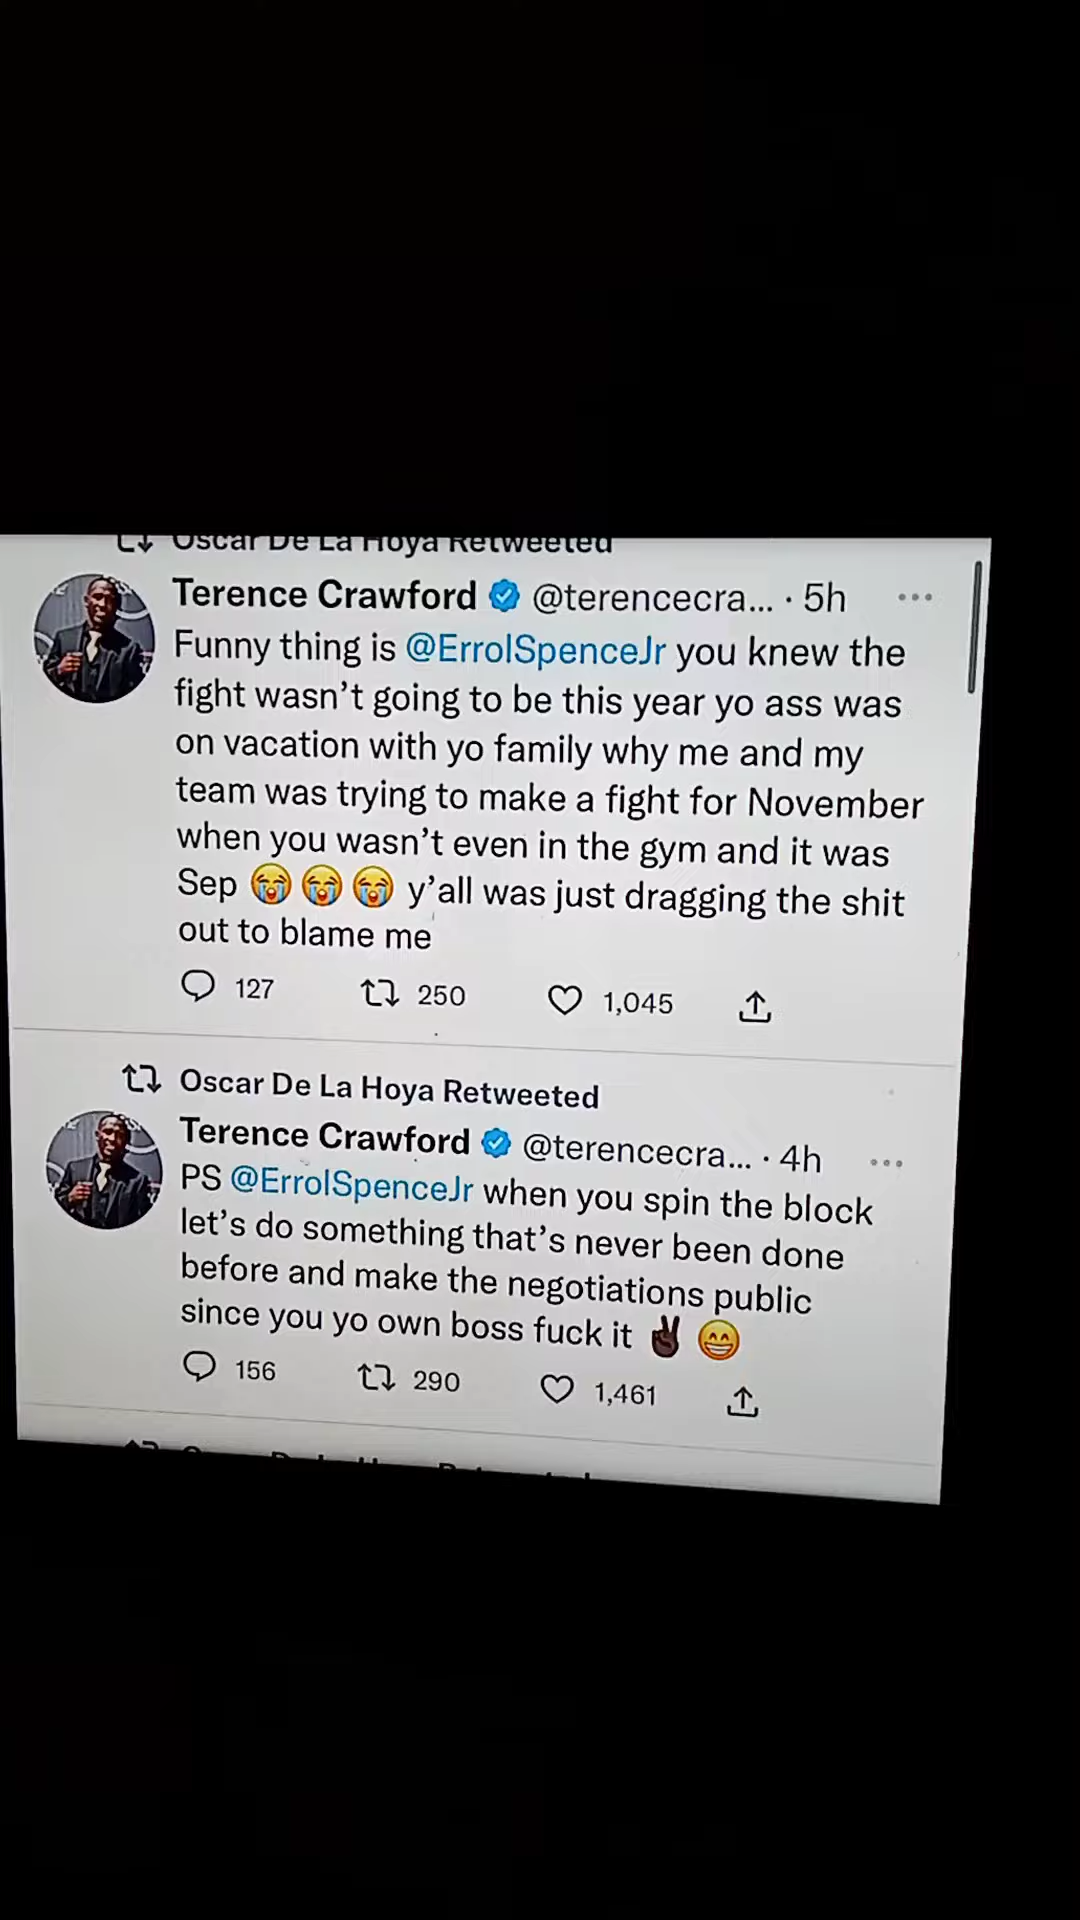 Oscar De La Hoya Retweeted
Terence Crawford @terencecra... · 5h
Funny thing is @ErrolSpenceJr you knew the
fight wasn't going to be this year yo ass was
on vacation with yo family why me and my
team was trying to make a fight for November
when you wasn't even in the gym and it was
Sep 😭😭😭 y'all was just dragging the shit
out to blame me
127 250 1,045
Oscar De La Hoya Retweeted
Terence Crawford @terencecra... · 4h
PS @ErrolSpenceJr when you spin the block
let's do something that's never been done
before and make the negotiations public
since you yo own boss fuck it ✌🏿 😁
156 290 1,461